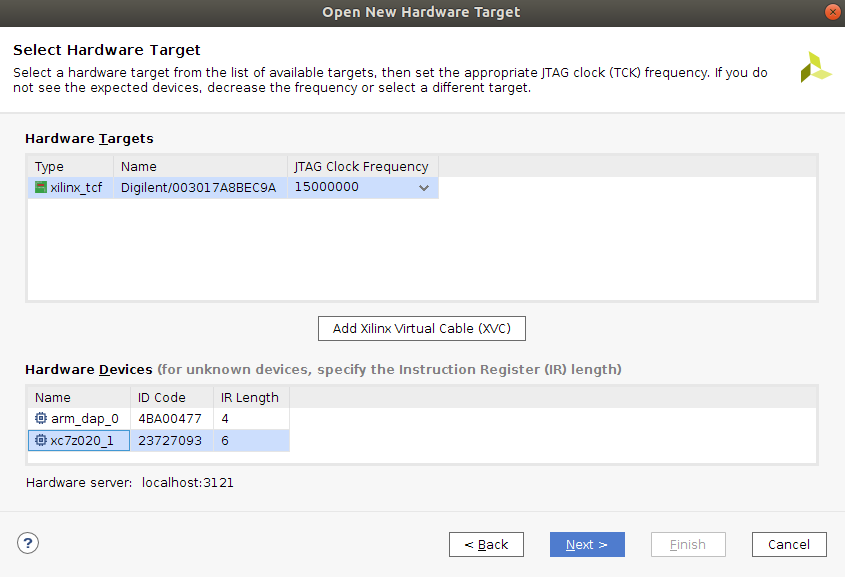 Open New Hardware Target
Select Hardware Target
Select a hardware target from the list of available targets, then set the appropriate JTAG clock (TCK) frequency. If you do
not see the expected devices, decrease the frequency or select a different target.
Hardware Targets
Type Name JTAG Clock Frequency
xilinx_tcf Digilent/003017A8BEC9A 15000000
Add Xilinx Virtual Cable (XVC)
Hardware Devices (for unknown devices, specify the Instruction Register (IR) length)
Name ID Code IR Length
arm_dap_0 4BA00477 4
xc7z020_1 23727093 6
Hardware server: localhost:3121
? < Back Next > Finish Cancel